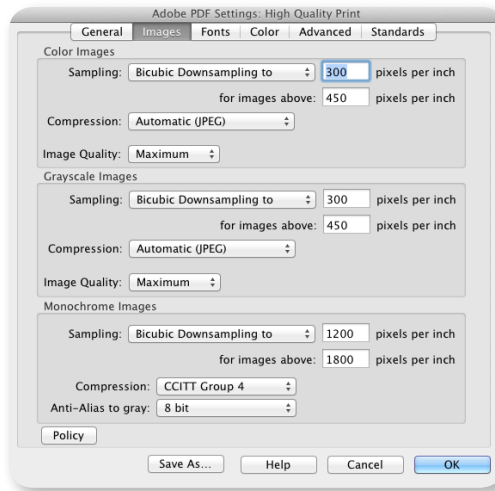 Adobe PDF Settings: High Quality Print
General Images Fonts Color Advanced Standards
Color Images
Sampling: Bicubic Downsampling to 300 pixels per inch
for images above: 450 pixels per inch
Compression: Automatic (JPEG)
Image Quality: Maximum
Grayscale Images
Sampling: Bicubic Downsampling to 300 pixels per inch
for images above: 450 pixels per inch
Compression: Automatic (JPEG)
Image Quality: Maximum
Monochrome Images
Sampling: Bicubic Downsampling to 1200 pixels per inch
for images above: 1800 pixels per inch
Compression: CCITT Group 4
Anti-Alias to gray: 8 bit
Policy
Save As... Help Cancel OK